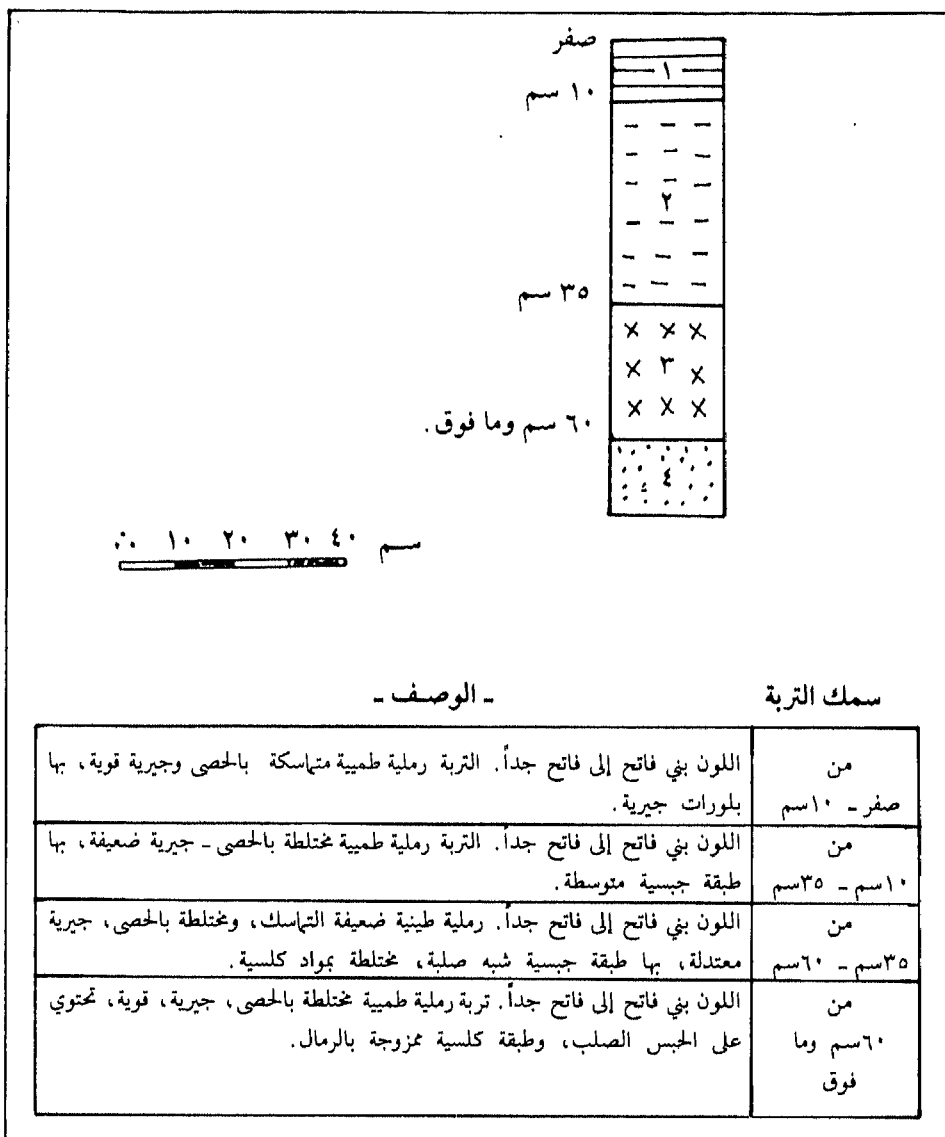 صفر
١
١٠ سم
٢
٣٥ سم
٣
٦٠ سم وما فوق.
٤
٠ ١٠ ٢٠ ٣٠ ٤٠ سم
سمك التربة
ـ الوصف ـ
من
صفر ـ ١٠سم
اللون بني فاتح إلى فاتح جداً. التربة رملية طميية متماسكة بالحصى وجيرية قوية، بها
بلورات جيرية.
من
١٠سم ـ ٣٥سم
اللون بني فاتح إلى فاتح جداً. التربة رملية طميية مختلطة بالحصى ـ جيرية ضعيفة، بها
طبقة جبسية متوسطة.
من
٣٥سم ـ ٦٠سم
اللون بني فاتح إلى فاتح جداً. رملية طينية ضعيفة التماسك، ومختلطة بالحصى، جيرية
معتدلة، بها طبقة جبسية شبه صلبة، مختلطة بمواد كلسية.
من
٦٠سم وما
فوق
اللون بني فاتح إلى فاتح جداً. تربة رملية طميية مختلطة بالحصى، جيرية، قوية، تحتوي
على الجبس الصلب، وطبقة كلسية ممزوجة بالرمال.